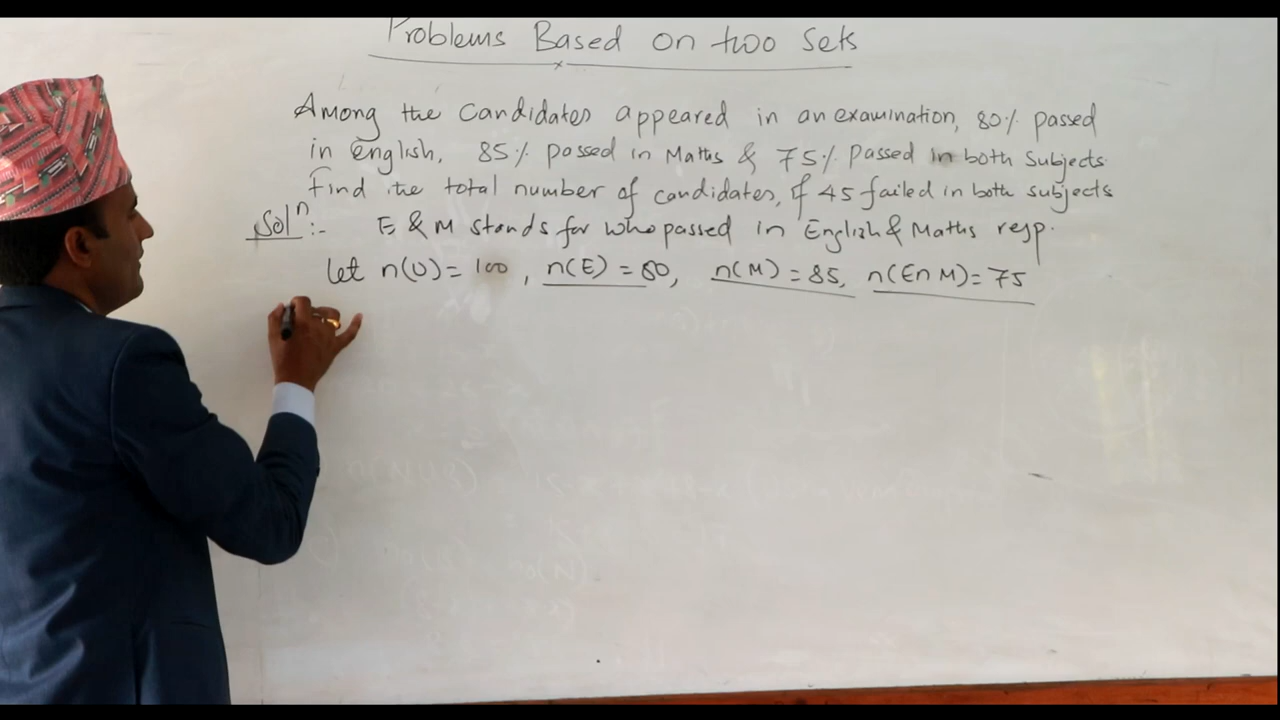 Problems Based on two Sets
Among the Candidates appeared in an examination, 80% passed
in english, 85% passed in Maths & 75% passed in both subjects
find the total number of candidates, if 45 failed in both subjects
Solⁿ:- E & M stands for who passed in English & Maths resp.
let n(U) = 100, n(E) = 80, n(M) = 85, n(E∩M) = 75